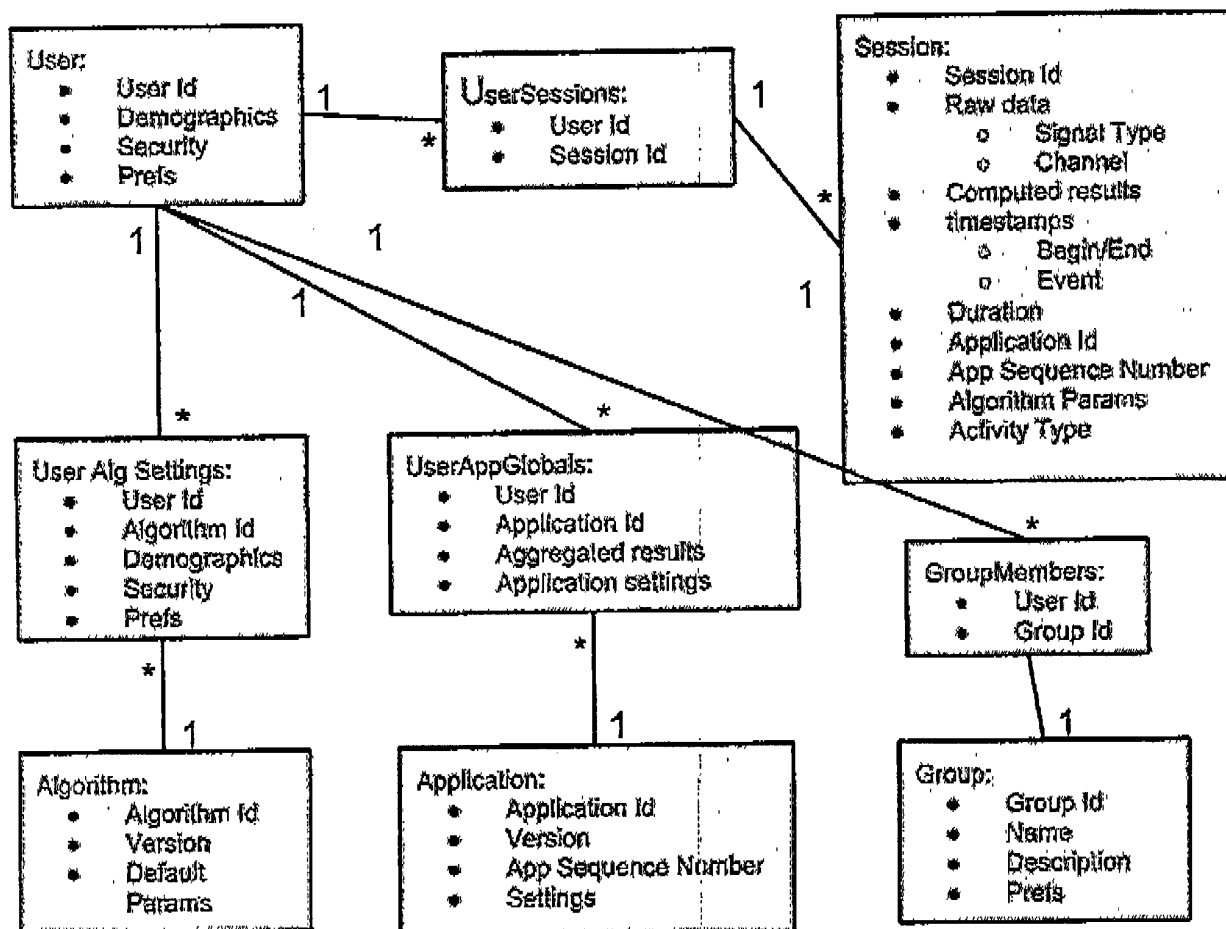 User:
User Id
Demographics
Security
Prefs
1
*
UserSessions:
User Id
Session Id
1
*
Session:
Session Id
Raw data
Signal Type
Channel
Computed results
timestamps
Begin/End
Event
Duration
Application Id
App Sequence Number
Algorithm Params
Activity Type
1
1
1
1
*
*
*
User Alg Settings:
User Id
Algorithm Id
Demographics
Security
Prefs
UserAppGlobals:
User Id
Application Id
Aggregated results
Application settings
GroupMembers:
User Id
Group Id
*
*
1
1
1
Algorithm:
Algorithm Id
Version
Default
Params
Application:
Application Id
Version
App Sequence Number
Settings
Group:
Group Id
Name
Description
Prefs